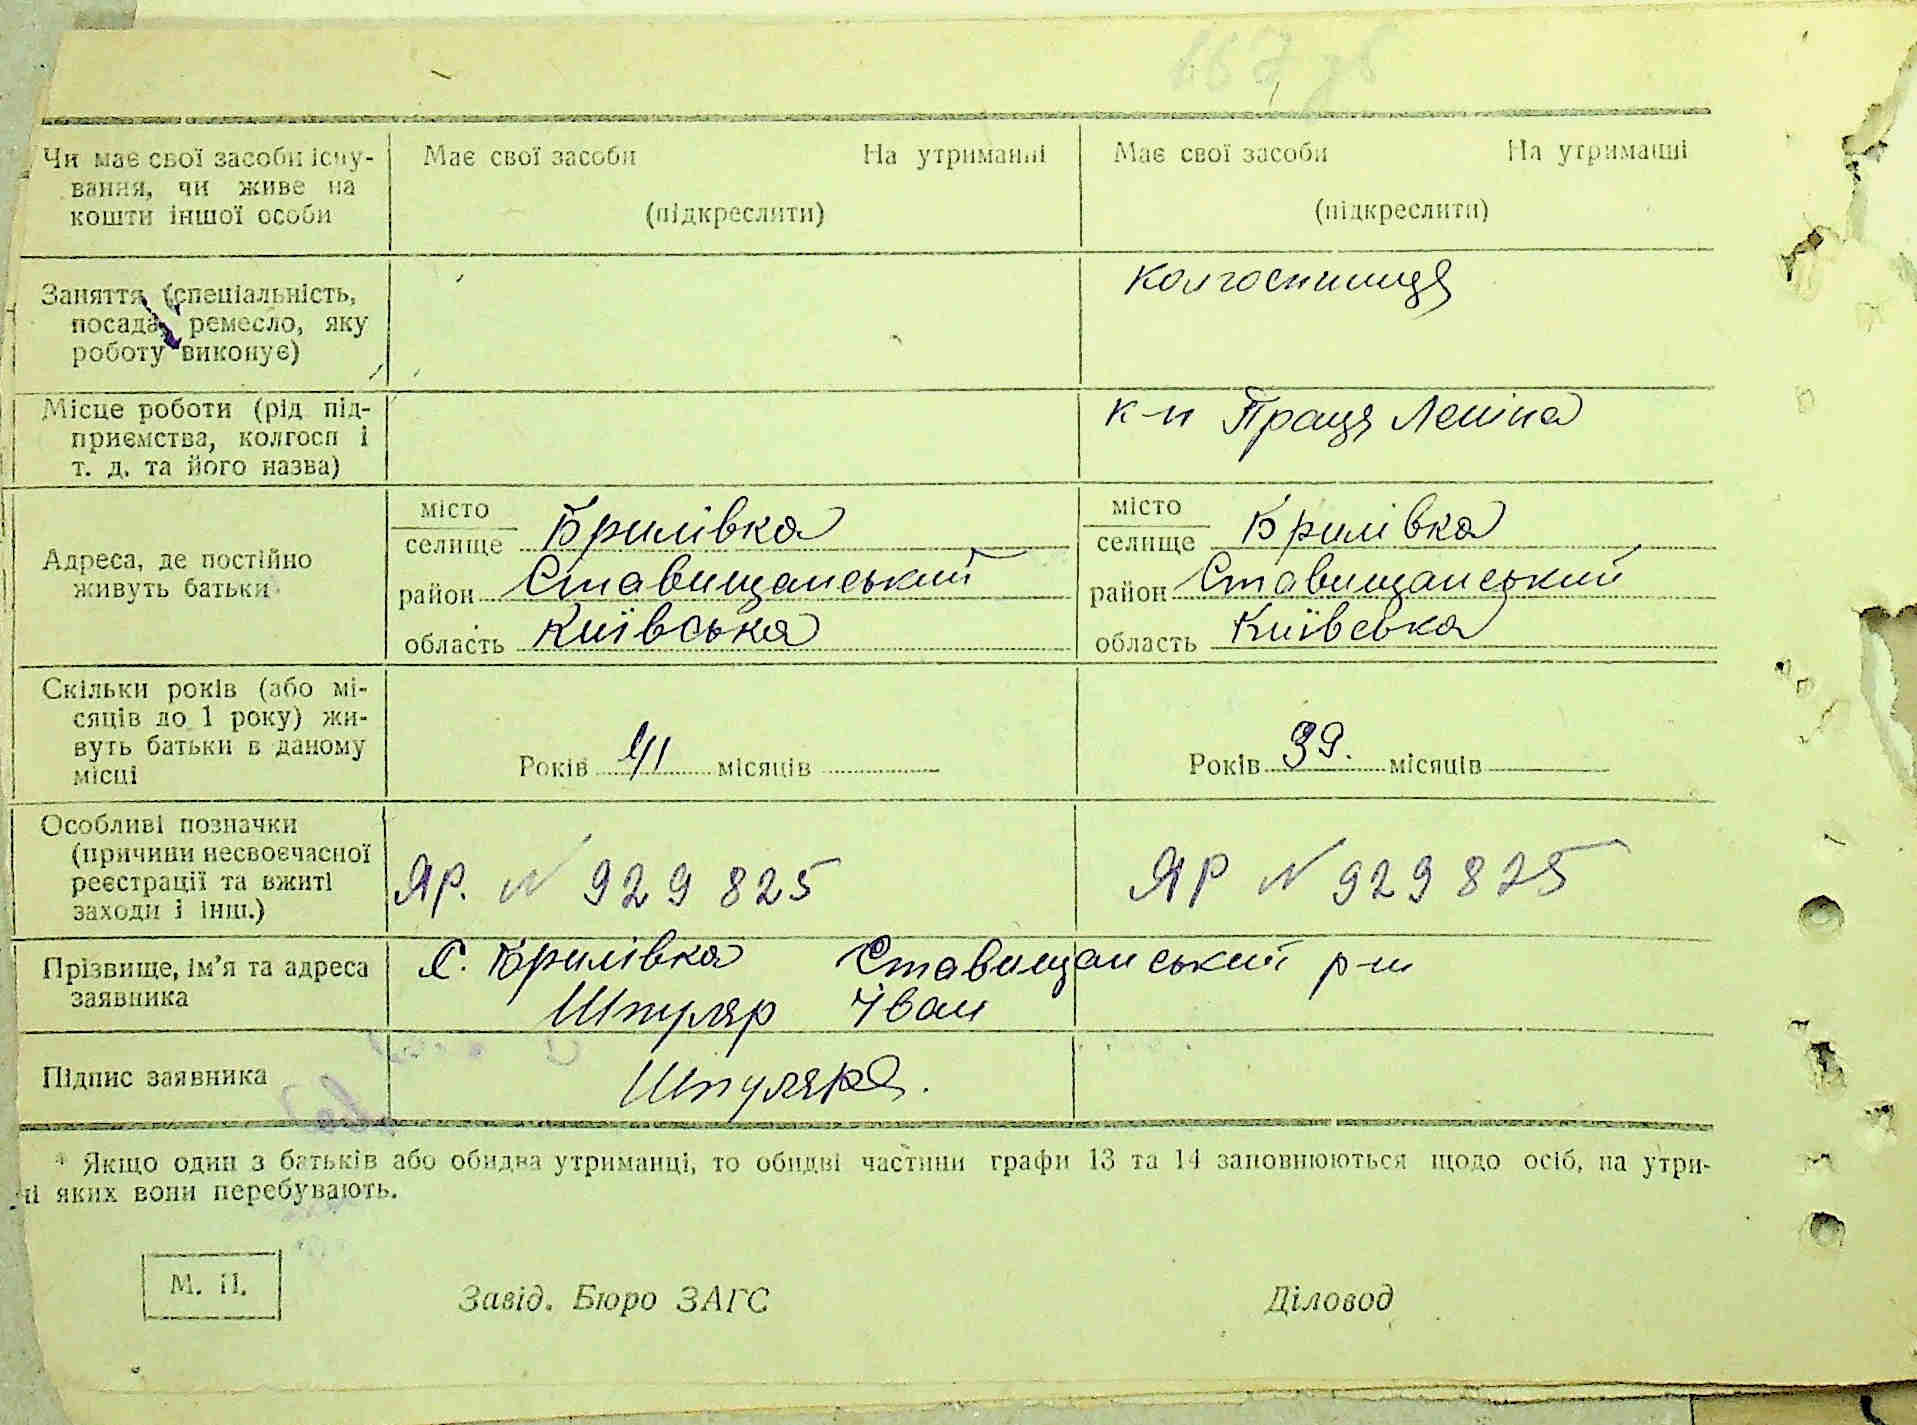 Чи має свої засоби існу-
вання, чи живе на
кошти іншої особи
Має свої засоби На утриманні
(підкреслити)
Має свої засоби На утриманні
(підкреслити)
Заняття (спеціальність,
посада, ремесло, яку
роботу виконує)
колгоспниця
Місце роботи (рід під-
приємства, колгосп і
т. д. та його назва)
к-п Праця Леніна
Адреса, де постійно
живуть батьки
місто
селище Брилівка
район Ставищанський
область Київська
місто
селище Брилівка
район Ставищанський
область Київська
Скільки років (або мі-
сяців до 1 року) жи-
вуть батьки в даному
місці
Років 41 місяців
Років 39. місяців
Особливі позначки
(причини несвоєчасної
реєстрації та вжиті
заходи і інш.)
ЯР. N 929825
ЯР N 929825
Прізвище, ім'я та адреса
заявника
с. Брилівка Ставищанський р-н
Шпуляр Іван
Підпис заявника
Шпуляра.
* Якщо один з батьків або обидва утриманці, то обидві частини графи 13 та 14 заповнюються щодо осіб, на утри-
ні яких вони перебувають.
М. П.
Завід. Бюро ЗАГС
Діловод